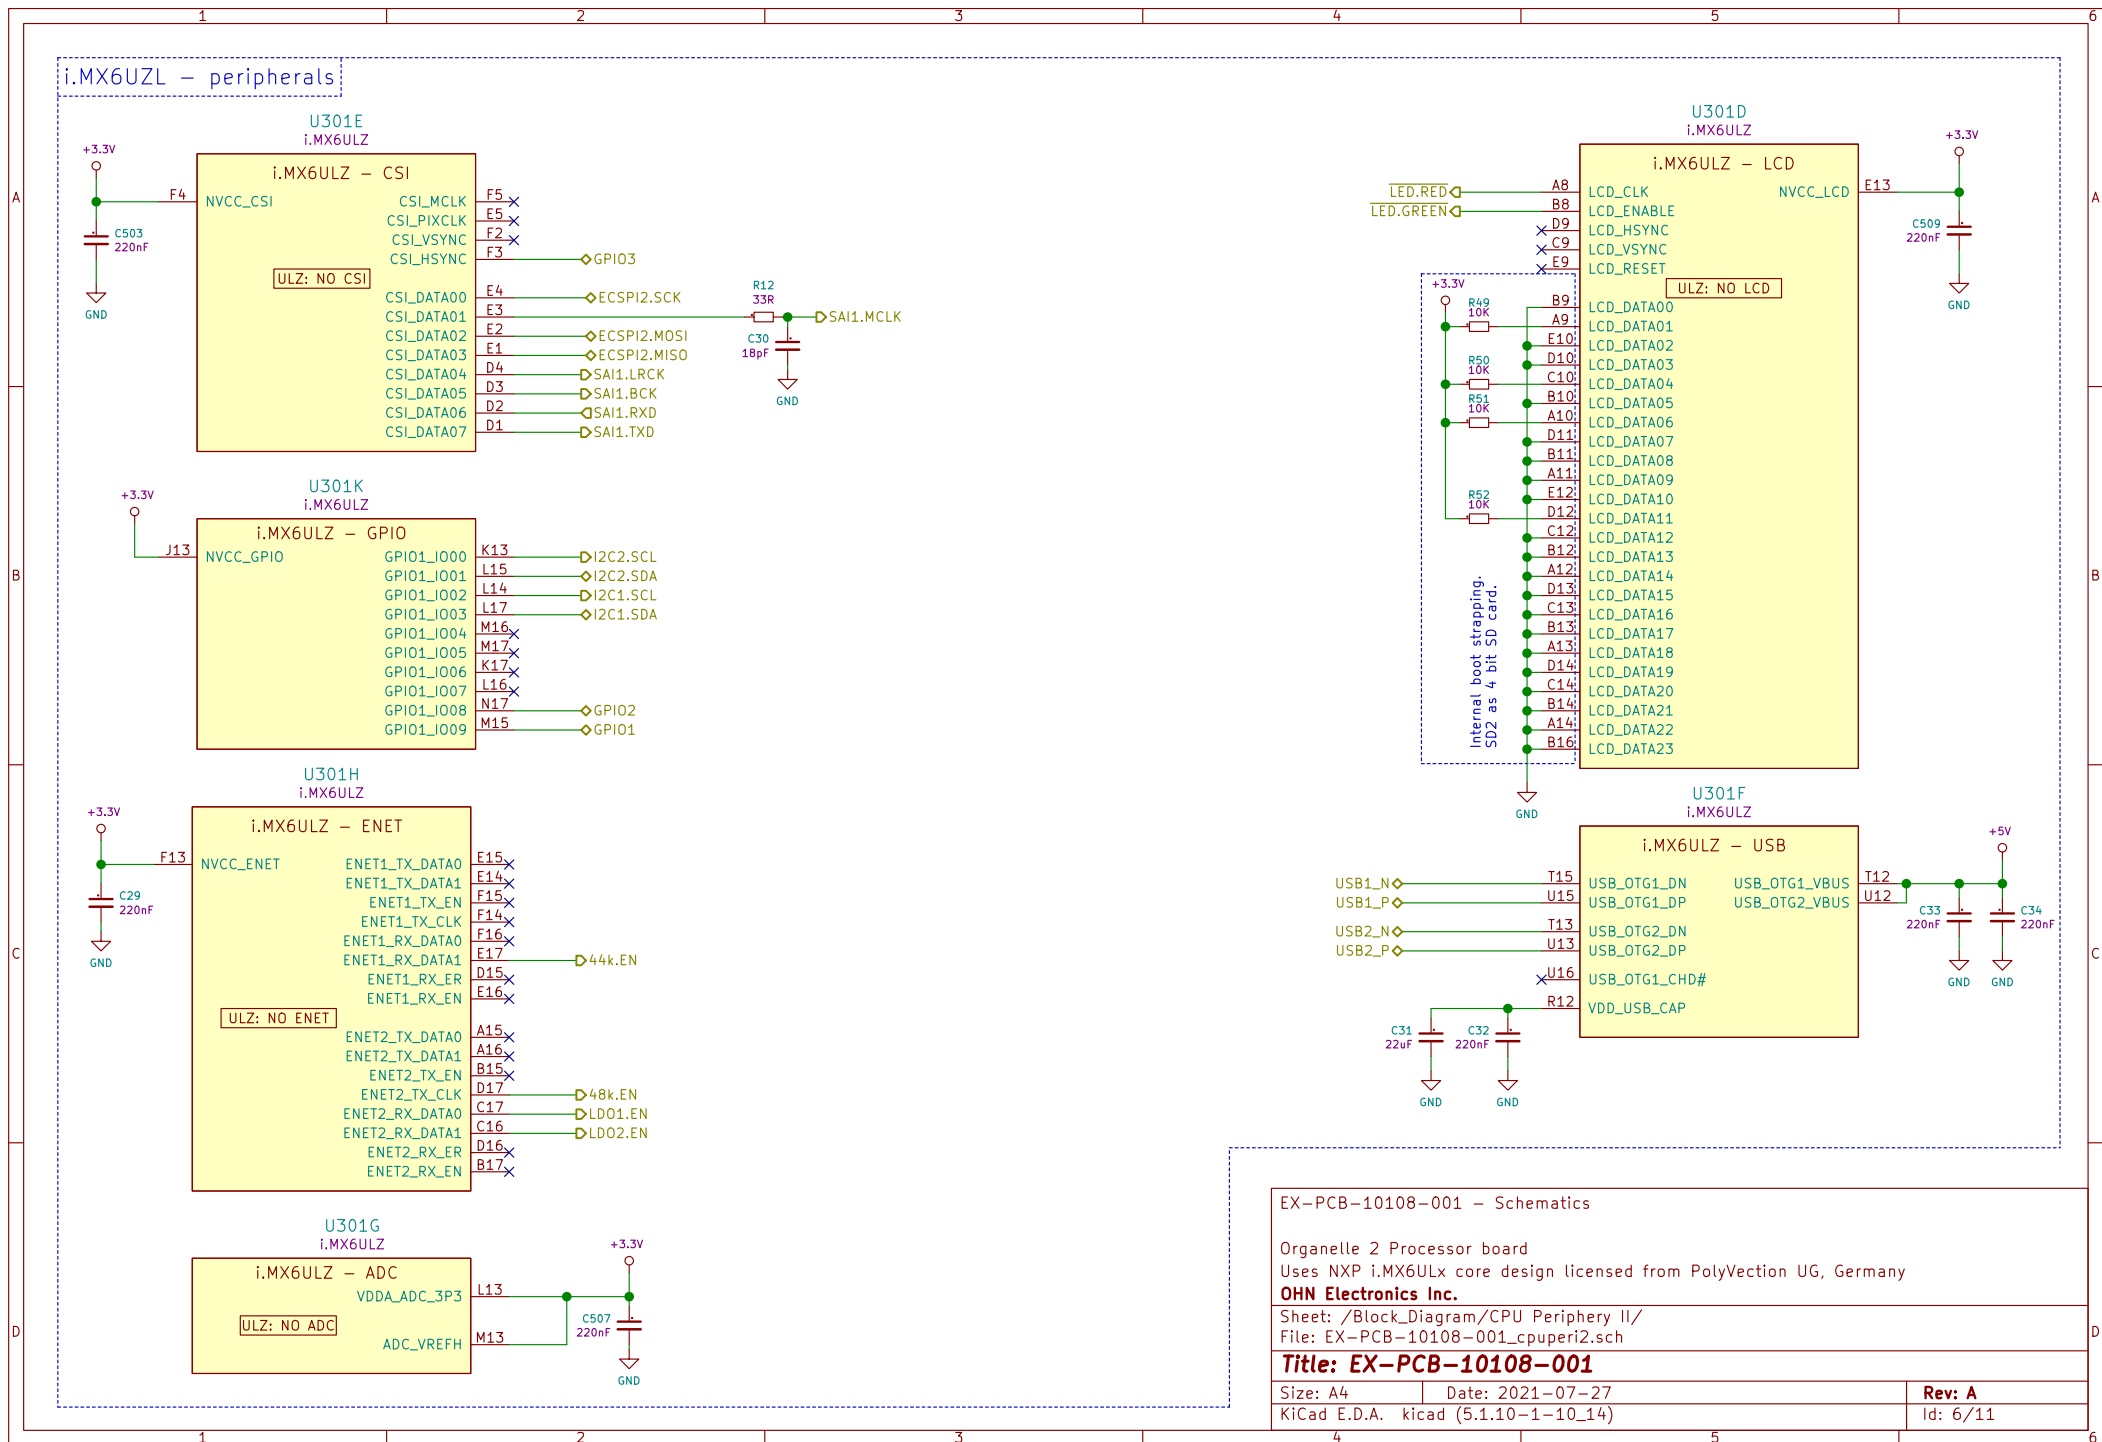 1 2 3 4 5 6
i.MX6UZL – peripherals
U301E
i.MX6ULZ
i.MX6ULZ – CSI
+3.3V
F4 NVCC_CSI
C503
220nF
GND
ULZ: NO CSI
CSI_MCLK F5
CSI_PIXCLK E5
CSI_VSYNC F2
CSI_HSYNC F3 GPIO3
CSI_DATA00 E4 ECSPI2.SCK
CSI_DATA01 E3 SAI1.MCLK
CSI_DATA02 E2 ECSPI2.MOSI
CSI_DATA03 E1 ECSPI2.MISO
CSI_DATA04 D4 SAI1.LRCK
CSI_DATA05 D3 SAI1.BCK
CSI_DATA06 D2 SAI1.RXD
CSI_DATA07 D1 SAI1.TXD
R12
33R
C30
18pF
GND
U301K
i.MX6ULZ
i.MX6ULZ – GPIO
+3.3V
J13 NVCC_GPIO
GPIO1_IO00 K13 I2C2.SCL
GPIO1_IO01 L15 I2C2.SDA
GPIO1_IO02 L14 I2C1.SCL
GPIO1_IO03 L17 I2C1.SDA
GPIO1_IO04 M16
GPIO1_IO05 M17
GPIO1_IO06 K17
GPIO1_IO07 L16
GPIO1_IO08 N17 GPIO2
GPIO1_IO09 M15 GPIO1
U301H
i.MX6ULZ
i.MX6ULZ – ENET
+3.3V
F13 NVCC_ENET
C29
220nF
GND
ULZ: NO ENET
ENET1_TX_DATA0 E15
ENET1_TX_DATA1 E14
ENET1_TX_EN F15
ENET1_TX_CLK F14
ENET1_RX_DATA0 F16
ENET1_RX_DATA1 E17 44k.EN
ENET1_RX_ER D15
ENET1_RX_EN E16
ENET2_TX_DATA0 A15
ENET2_TX_DATA1 A16
ENET2_TX_EN B15
ENET2_TX_CLK D17 48k.EN
ENET2_RX_DATA0 C17 LDO1.EN
ENET2_RX_DATA1 C16 LDO2.EN
ENET2_RX_ER D16
ENET2_RX_EN B17
U301G
i.MX6ULZ
i.MX6ULZ – ADC
ULZ: NO ADC
VDDA_ADC_3P3 L13
ADC_VREFH M13
+3.3V
C507
220nF
GND
U301D
i.MX6ULZ
i.MX6ULZ – LCD
LED.RED A8 LCD_CLK
LED.GREEN B8 LCD_ENABLE
D9 LCD_HSYNC
C9 LCD_VSYNC
E9 LCD_RESET
NVCC_LCD E13
+3.3V
C509
220nF
GND
ULZ: NO LCD
B9 LCD_DATA00
A9 LCD_DATA01
E10 LCD_DATA02
D10 LCD_DATA03
C10 LCD_DATA04
B10 LCD_DATA05
A10 LCD_DATA06
D11 LCD_DATA07
B11 LCD_DATA08
A11 LCD_DATA09
E12 LCD_DATA10
D12 LCD_DATA11
C12 LCD_DATA12
B12 LCD_DATA13
A12 LCD_DATA14
D13 LCD_DATA15
C13 LCD_DATA16
B13 LCD_DATA17
A13 LCD_DATA18
D14 LCD_DATA19
C14 LCD_DATA20
B14 LCD_DATA21
A14 LCD_DATA22
B16 LCD_DATA23
+3.3V
R49
10K
R50
10K
R51
10K
R52
10K
Internal boot strapping.
SD2 as 4 bit SD card.
GND
U301F
i.MX6ULZ
i.MX6ULZ – USB
USB1_N T15 USB_OTG1_DN
USB1_P U15 USB_OTG1_DP
USB2_N T13 USB_OTG2_DN
USB2_P U13 USB_OTG2_DP
U16 USB_OTG1_CHD#
R12 VDD_USB_CAP
USB_OTG1_VBUS T12
USB_OTG2_VBUS U12
+5V
C33
220nF
GND
C34
220nF
GND
C31
22uF
GND
C32
220nF
GND
EX-PCB-10108-001 – Schematics
Organelle 2 Processor board
Uses NXP i.MX6ULx core design licensed from PolyVection UG, Germany
OHN Electronics Inc.
Sheet: /Block_Diagram/CPU Periphery II/
File: EX-PCB-10108-001_cpuperi2.sch
Title: EX-PCB-10108-001
Size: A4 Date: 2021-07-27 Rev: A
KiCad E.D.A. kicad (5.1.10-1-10_14) Id: 6/11
A B C D
A B C D
1 2 3 4 5 6